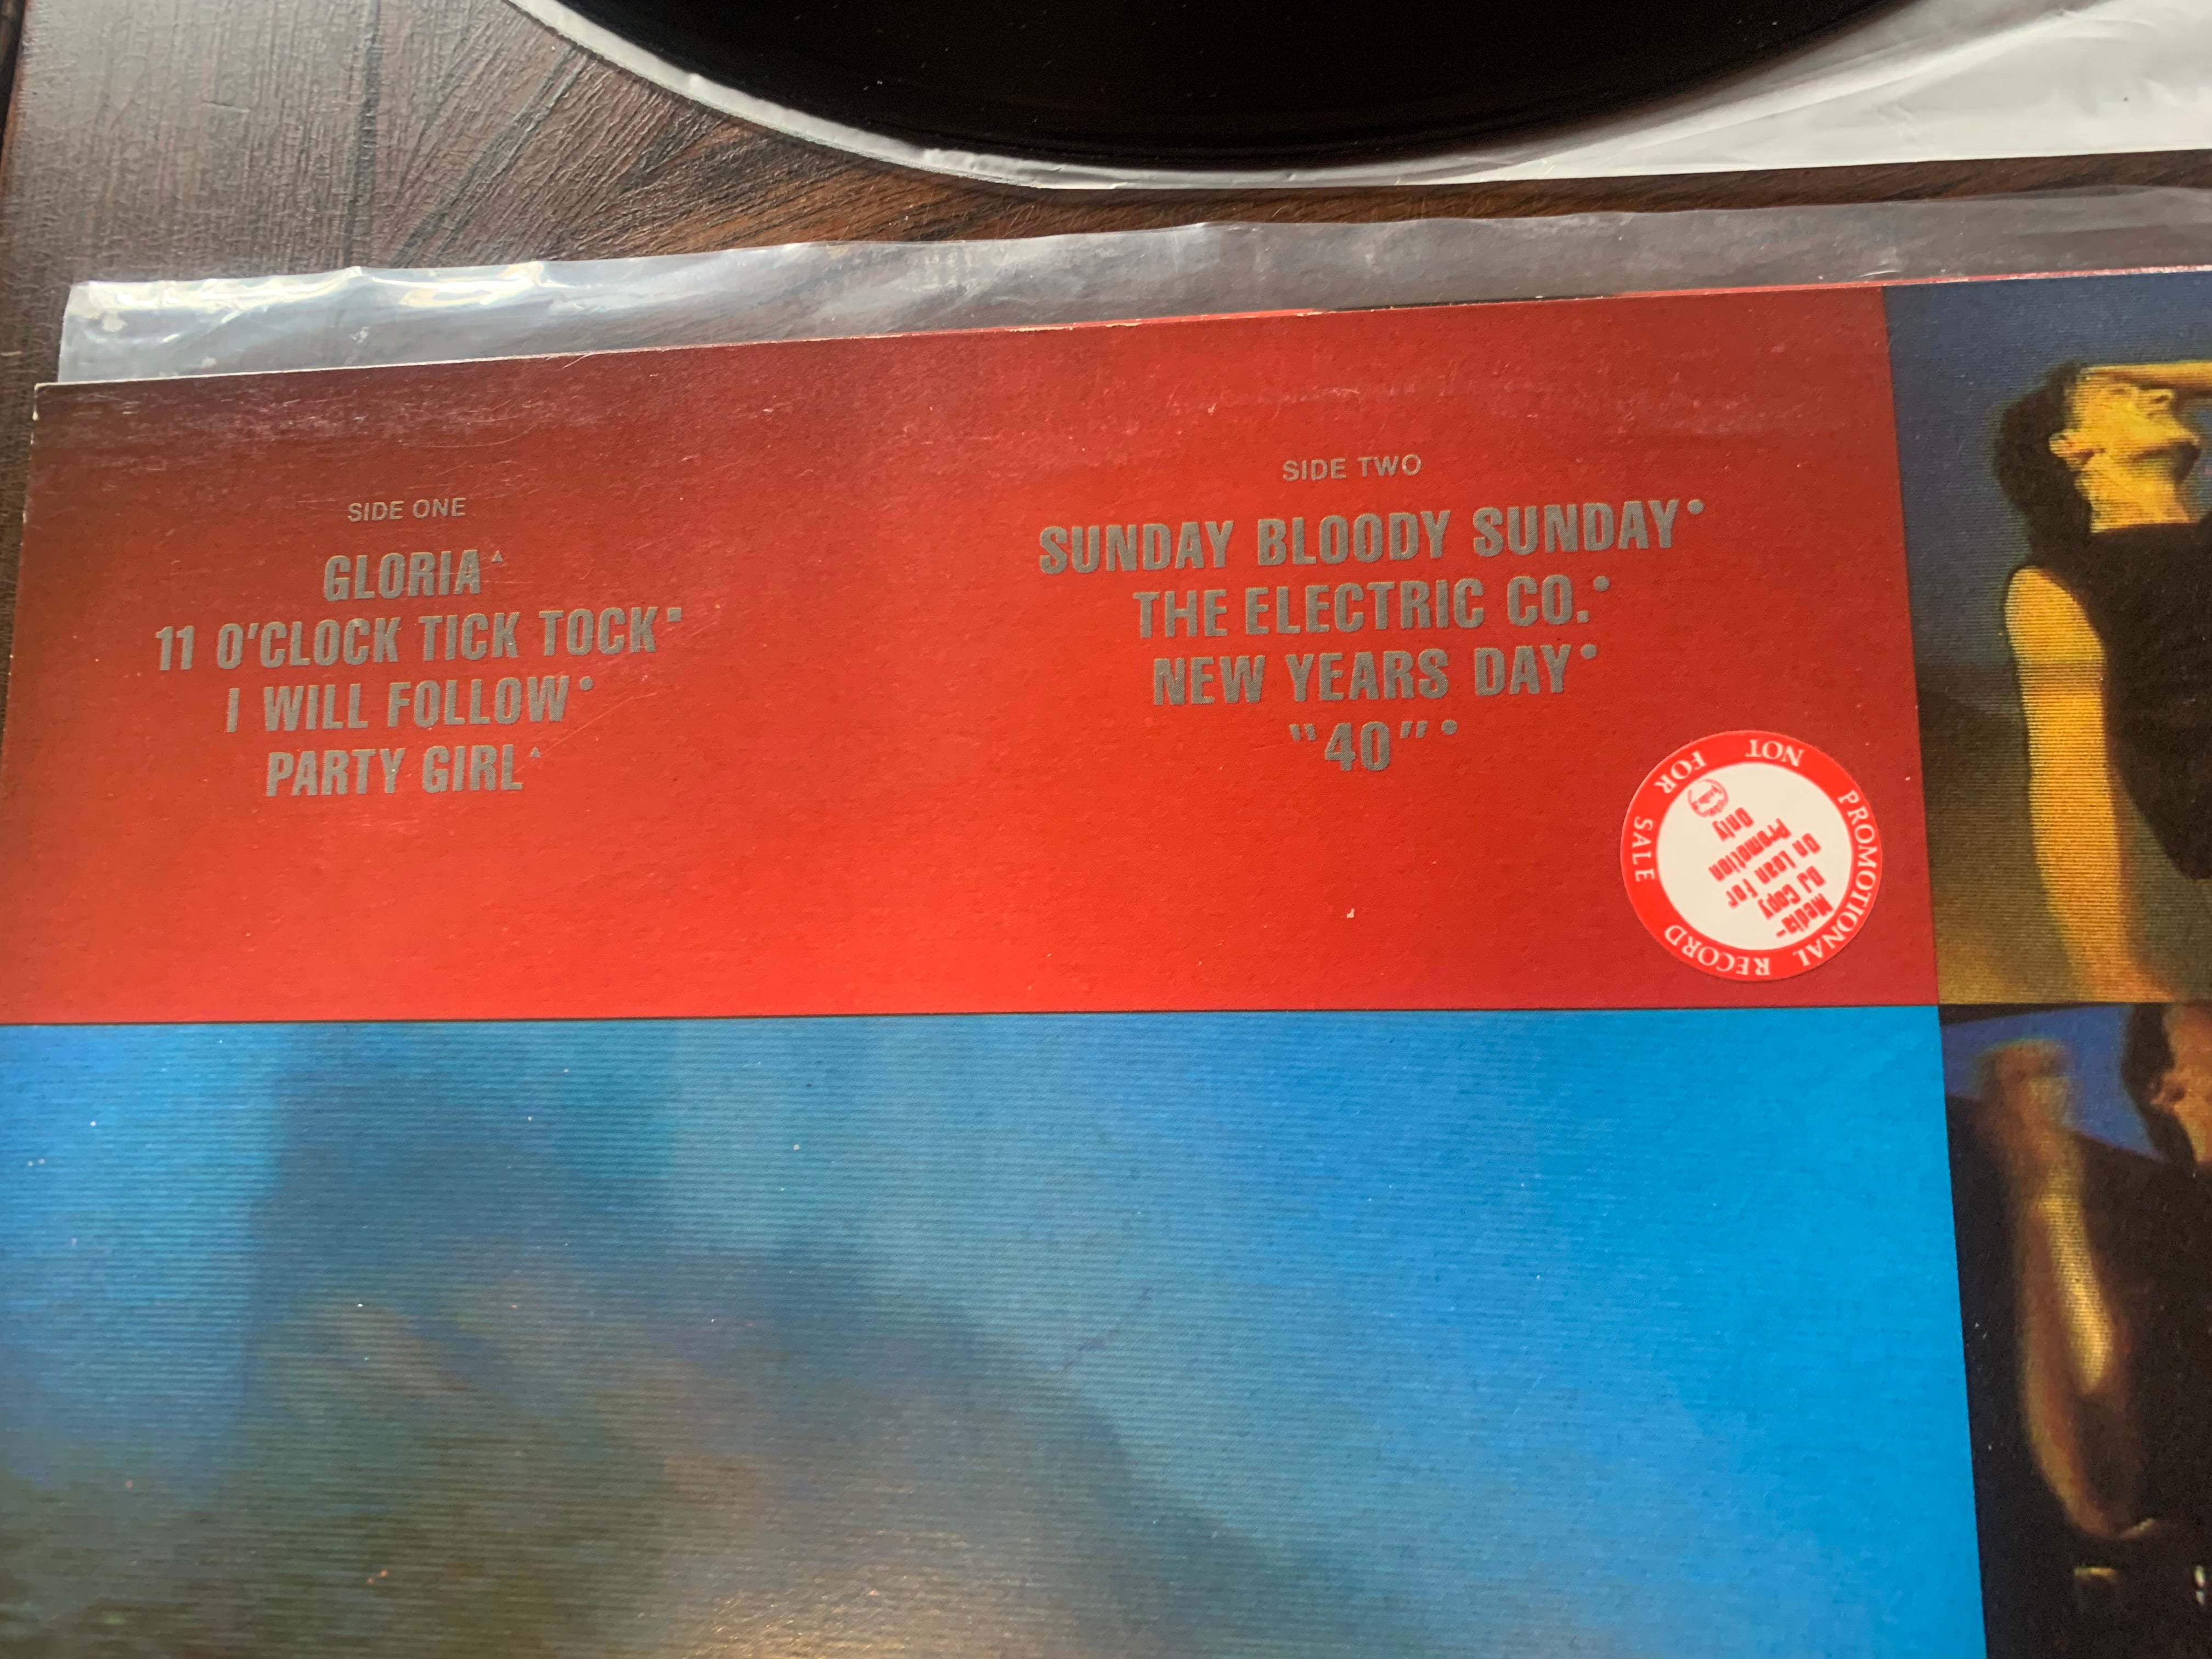 SIDE ONE
GLORIA▲
11 O'CLOCK TICK TOCK■
I WILL FOLLOW●
PARTY GIRL▲
SIDE TWO
SUNDAY BLOODY SUNDAY●
THE ELECTRIC CO.●
NEW YEARS DAY●
"40"●
PROMOTIONAL RECORD
NOT FOR SALE
Media-
DJ Copy
On Loan for
Promotion
Only